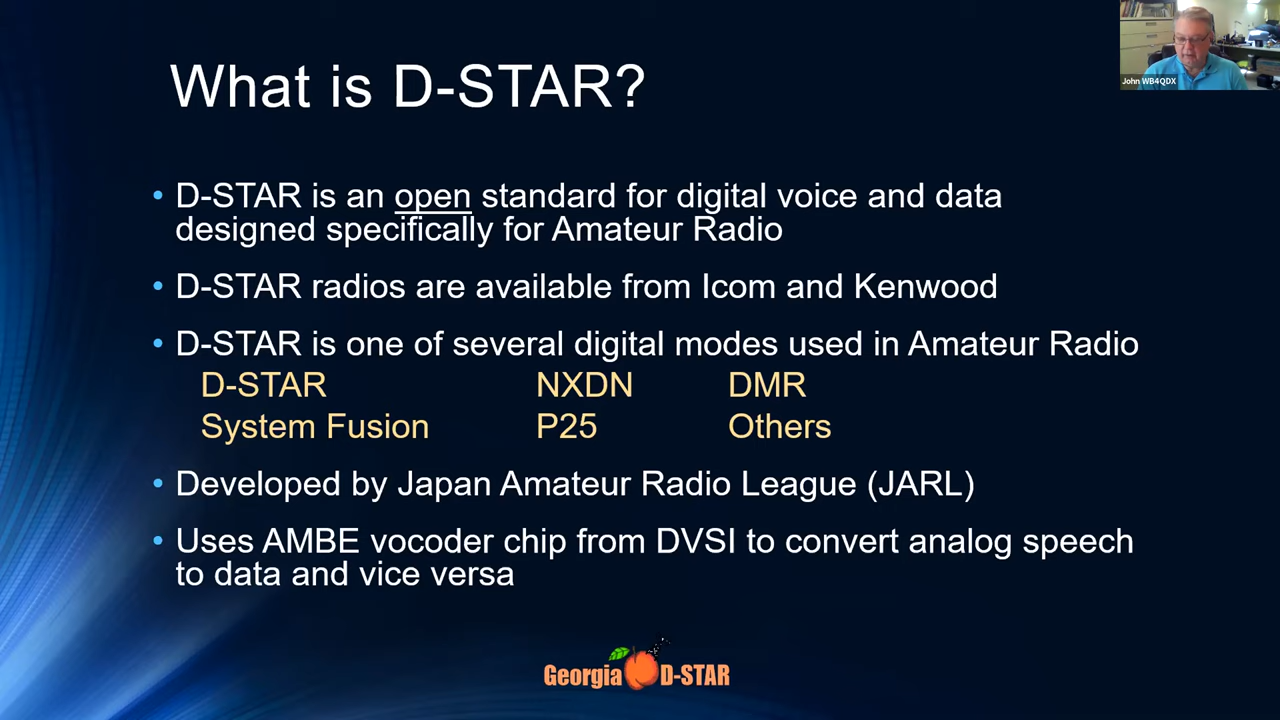 What is D-STAR?
John WB4QDX
• D-STAR is an open standard for digital voice and data
designed specifically for Amateur Radio
• D-STAR radios are available from Icom and Kenwood
• D-STAR is one of several digital modes used in Amateur Radio
D-STAR NXDN DMR
System Fusion P25 Others
• Developed by Japan Amateur Radio League (JARL)
• Uses AMBE vocoder chip from DVSI to convert analog speech
to data and vice versa
Georgia D-STAR